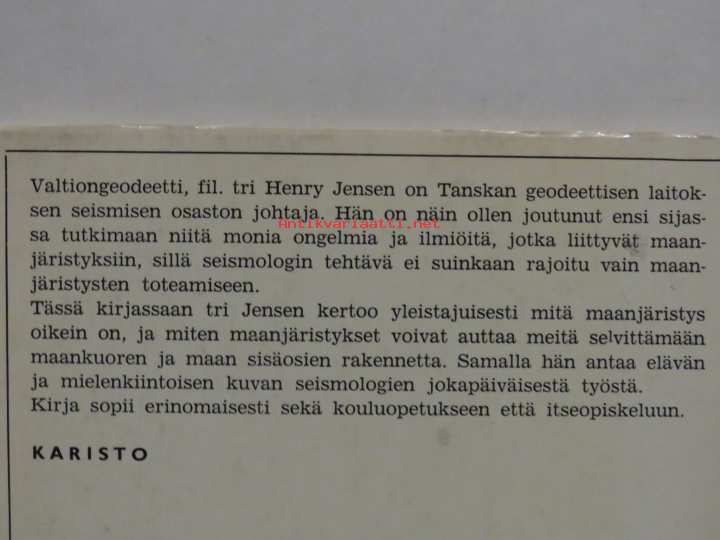 Valtiongeodeetti, fil. tri Henry Jensen on Tanskan geodeettisen laitok-
sen seismisen osaston johtaja. Hän on näin ollen joutunut ensi sijas-
Antikvariaatti.net
sa tutkimaan niitä monia ongelmia ja ilmiöitä, jotka liittyvät maan-
järistyksiin, sillä seismologin tehtävä ei suinkaan rajoitu vain maan-
järistysten toteamiseen.
Tässä kirjassaan tri Jensen kertoo yleistajuisesti mitä maanjäristys
oikein on, ja miten maanjäristykset voivat auttaa meitä selvittämään
maankuoren ja maan sisäosien rakennetta. Samalla hän antaa elävän
ja mielenkiintoisen kuvan seismologien jokapäiväisestä työstä.
Kirja sopii erinomaisesti sekä kouluopetukseen että itseopiskeluun.
KARISTO